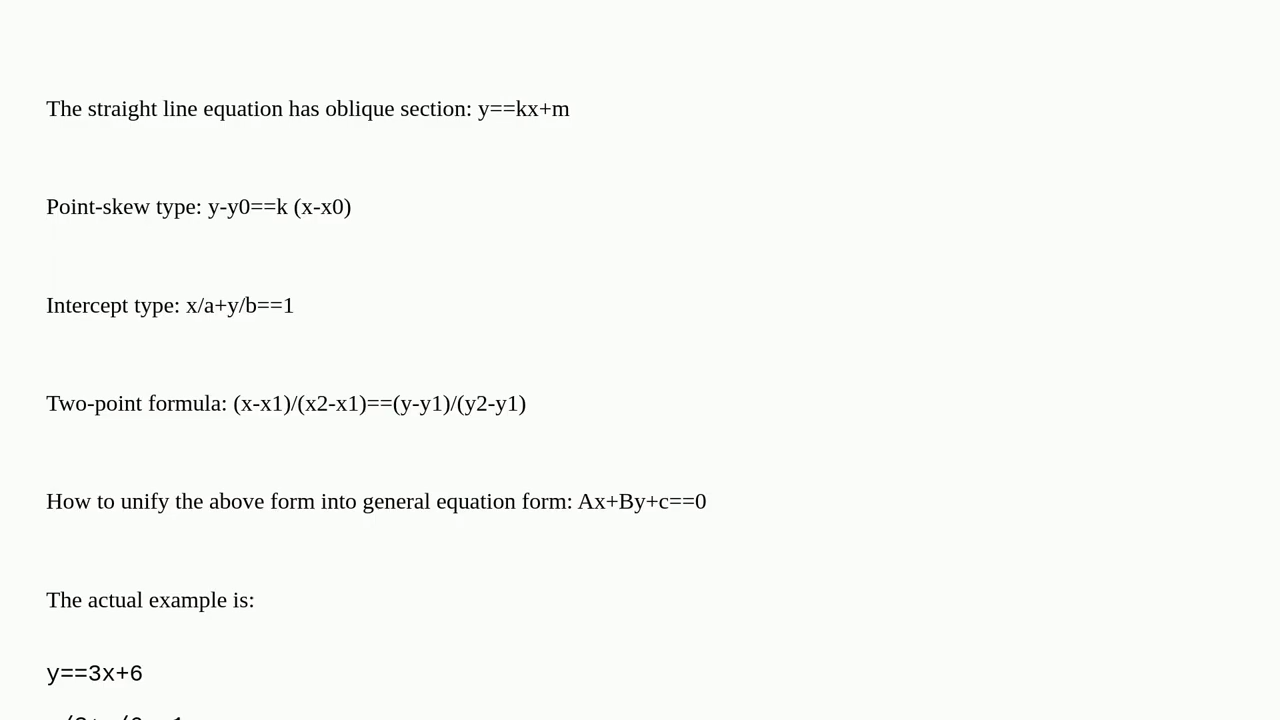 The straight line equation has oblique section: y==kx+m
Point-skew type: y-y0==k (x-x0)
Intercept type: x/a+y/b==1
Two-point formula: (x-x1)/(x2-x1)==(y-y1)/(y2-y1)
How to unify the above form into general equation form: Ax+By+c==0
The actual example is:
y==3x+6